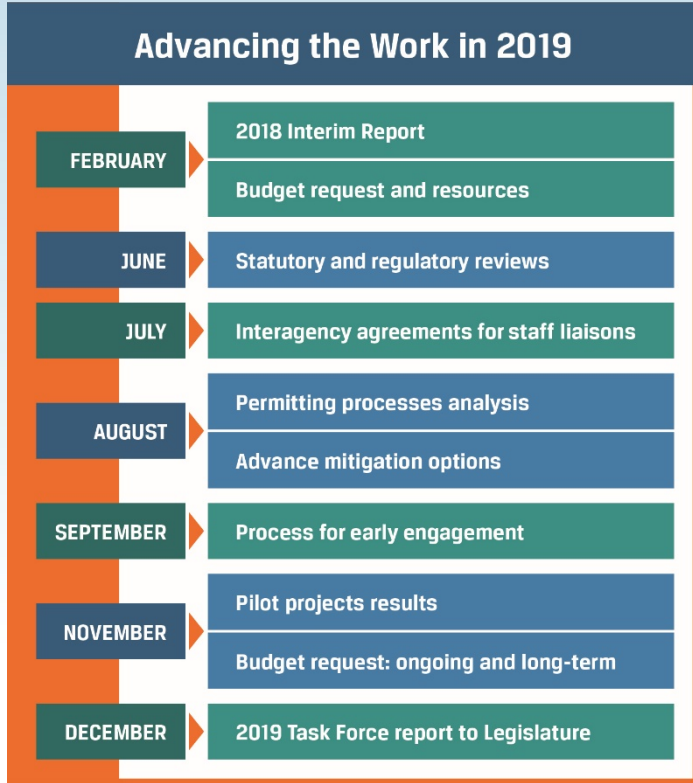 Advancing the Work in 2019
FEBRUARY
2018 Interim Report
Budget request and resources
JUNE
Statutory and regulatory reviews
JULY
Interagency agreements for staff liaisons
AUGUST
Permitting processes analysis
Advance mitigation options
SEPTEMBER
Process for early engagement
NOVEMBER
Pilot projects results
Budget request: ongoing and long-term
DECEMBER
2019 Task Force report to Legislature